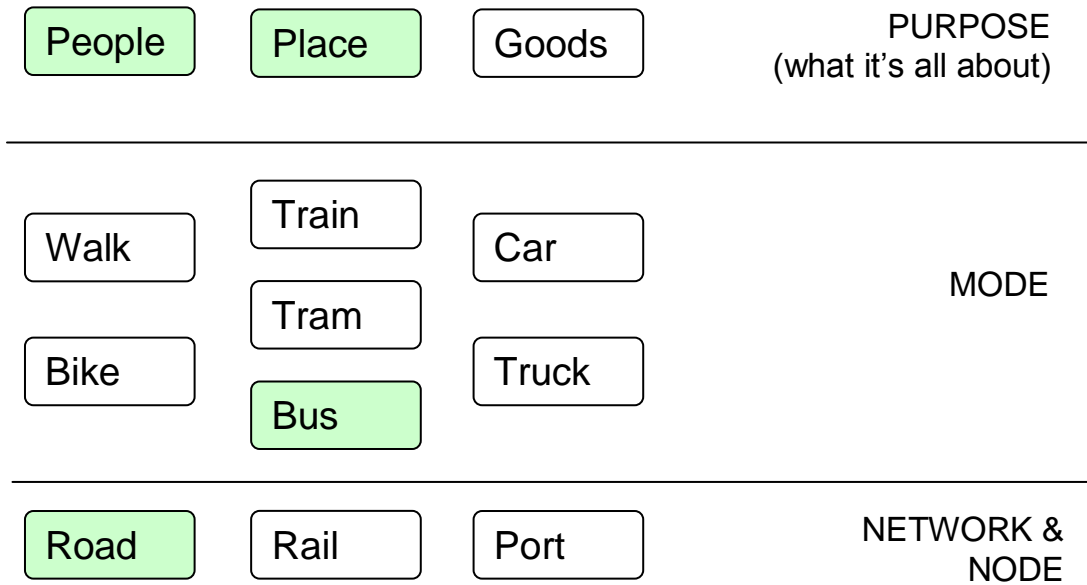 People
Place
Goods
PURPOSE
(what it's all about)
Walk
Train
Car
Tram
MODE
Bike
Truck
Bus
Road
Rail
Port
NETWORK &
NODE